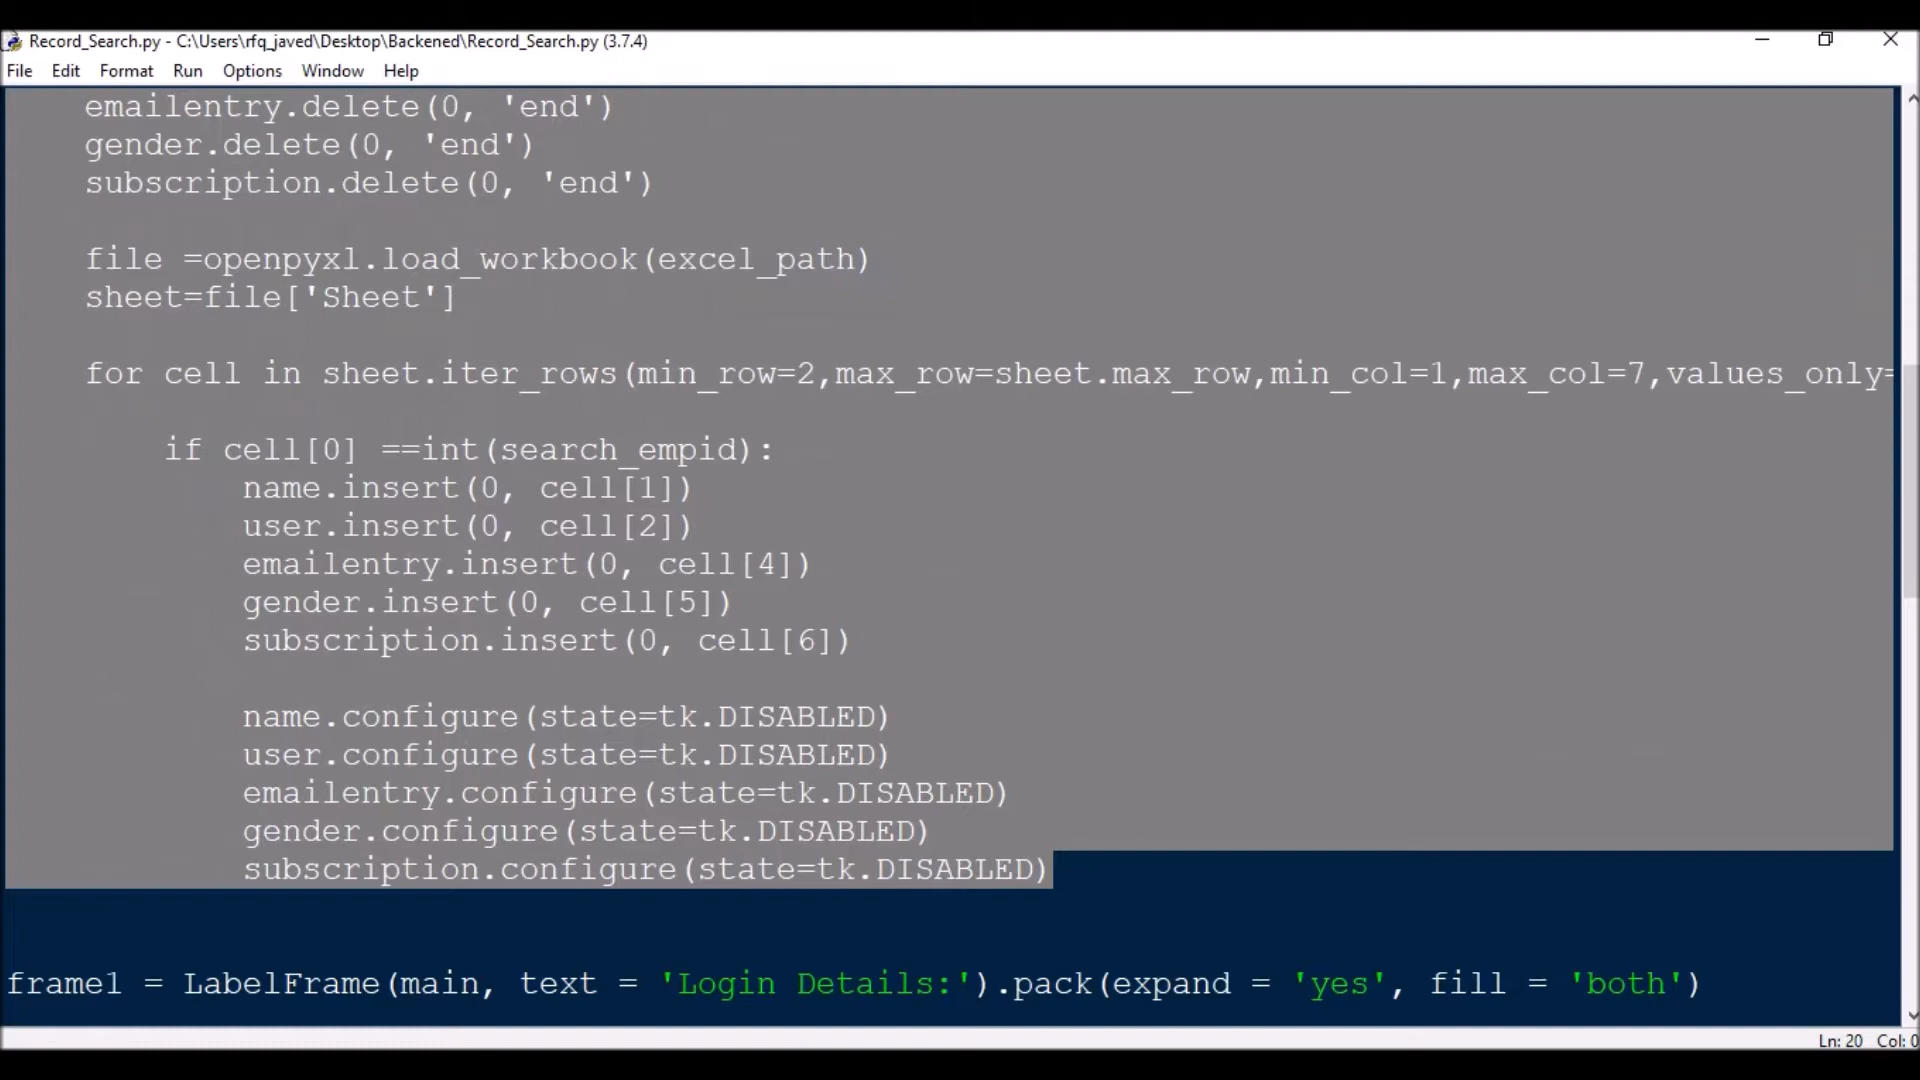 Record_Search.py - C:\Users\rfq_javed\Desktop\Backened\Record_Search.py (3.7.4)
File Edit Format Run Options Window Help
emailentry.delete(0, 'end')
gender.delete(0, 'end')
subscription.delete(0, 'end')
file =openpyxl.load_workbook(excel_path)
sheet=file['Sheet']
for cell in sheet.iter_rows(min_row=2,max_row=sheet.max_row,min_col=1,max_col=7,values_only=
if cell[0] ==int(search_empid):
name.insert(0, cell[1])
user.insert(0, cell[2])
emailentry.insert(0, cell[4])
gender.insert(0, cell[5])
subscription.insert(0, cell[6])
name.configure(state=tk.DISABLED)
user.configure(state=tk.DISABLED)
emailentry.configure(state=tk.DISABLED)
gender.configure(state=tk.DISABLED)
subscription.configure(state=tk.DISABLED)
frame1 = LabelFrame(main, text = 'Login Details:').pack(expand = 'yes', fill = 'both')
Ln: 20 Col: 0